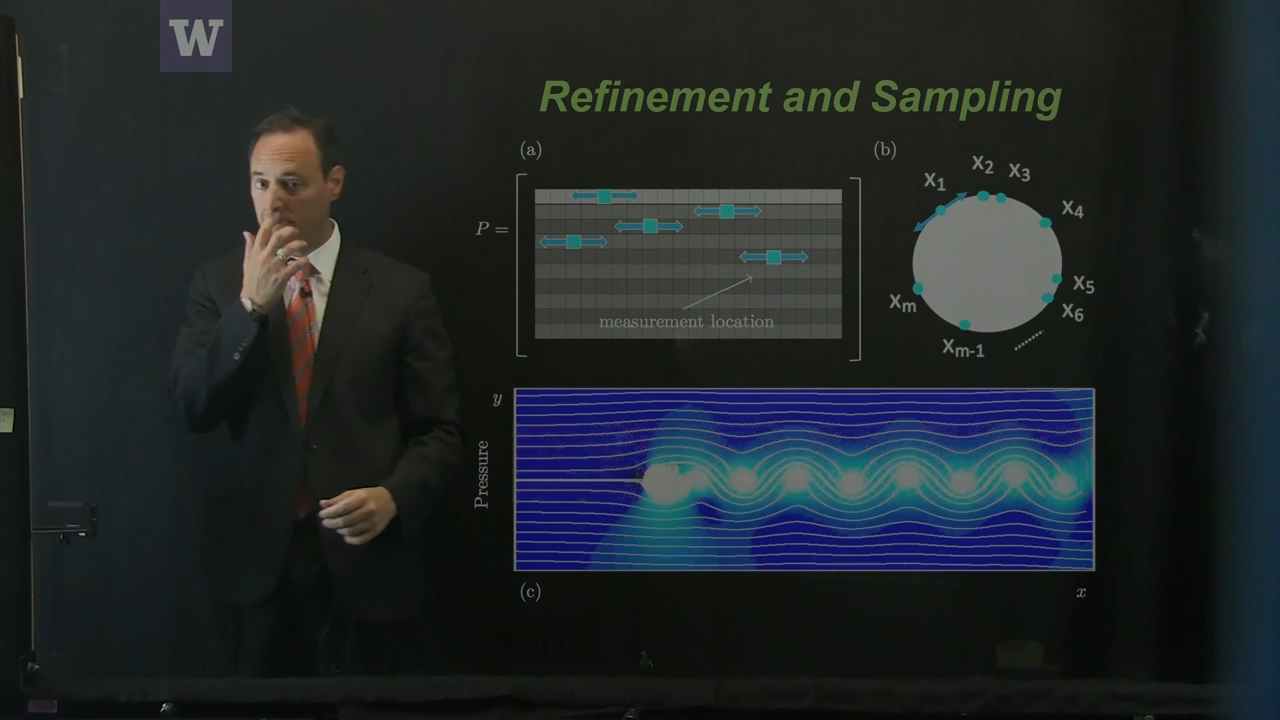 W
Refinement and Sampling
(a)
P =
measurement location
(b)
x1
x2
x3
x4
x5
x6
xm-1
xm
y
Pressure
(c)
x